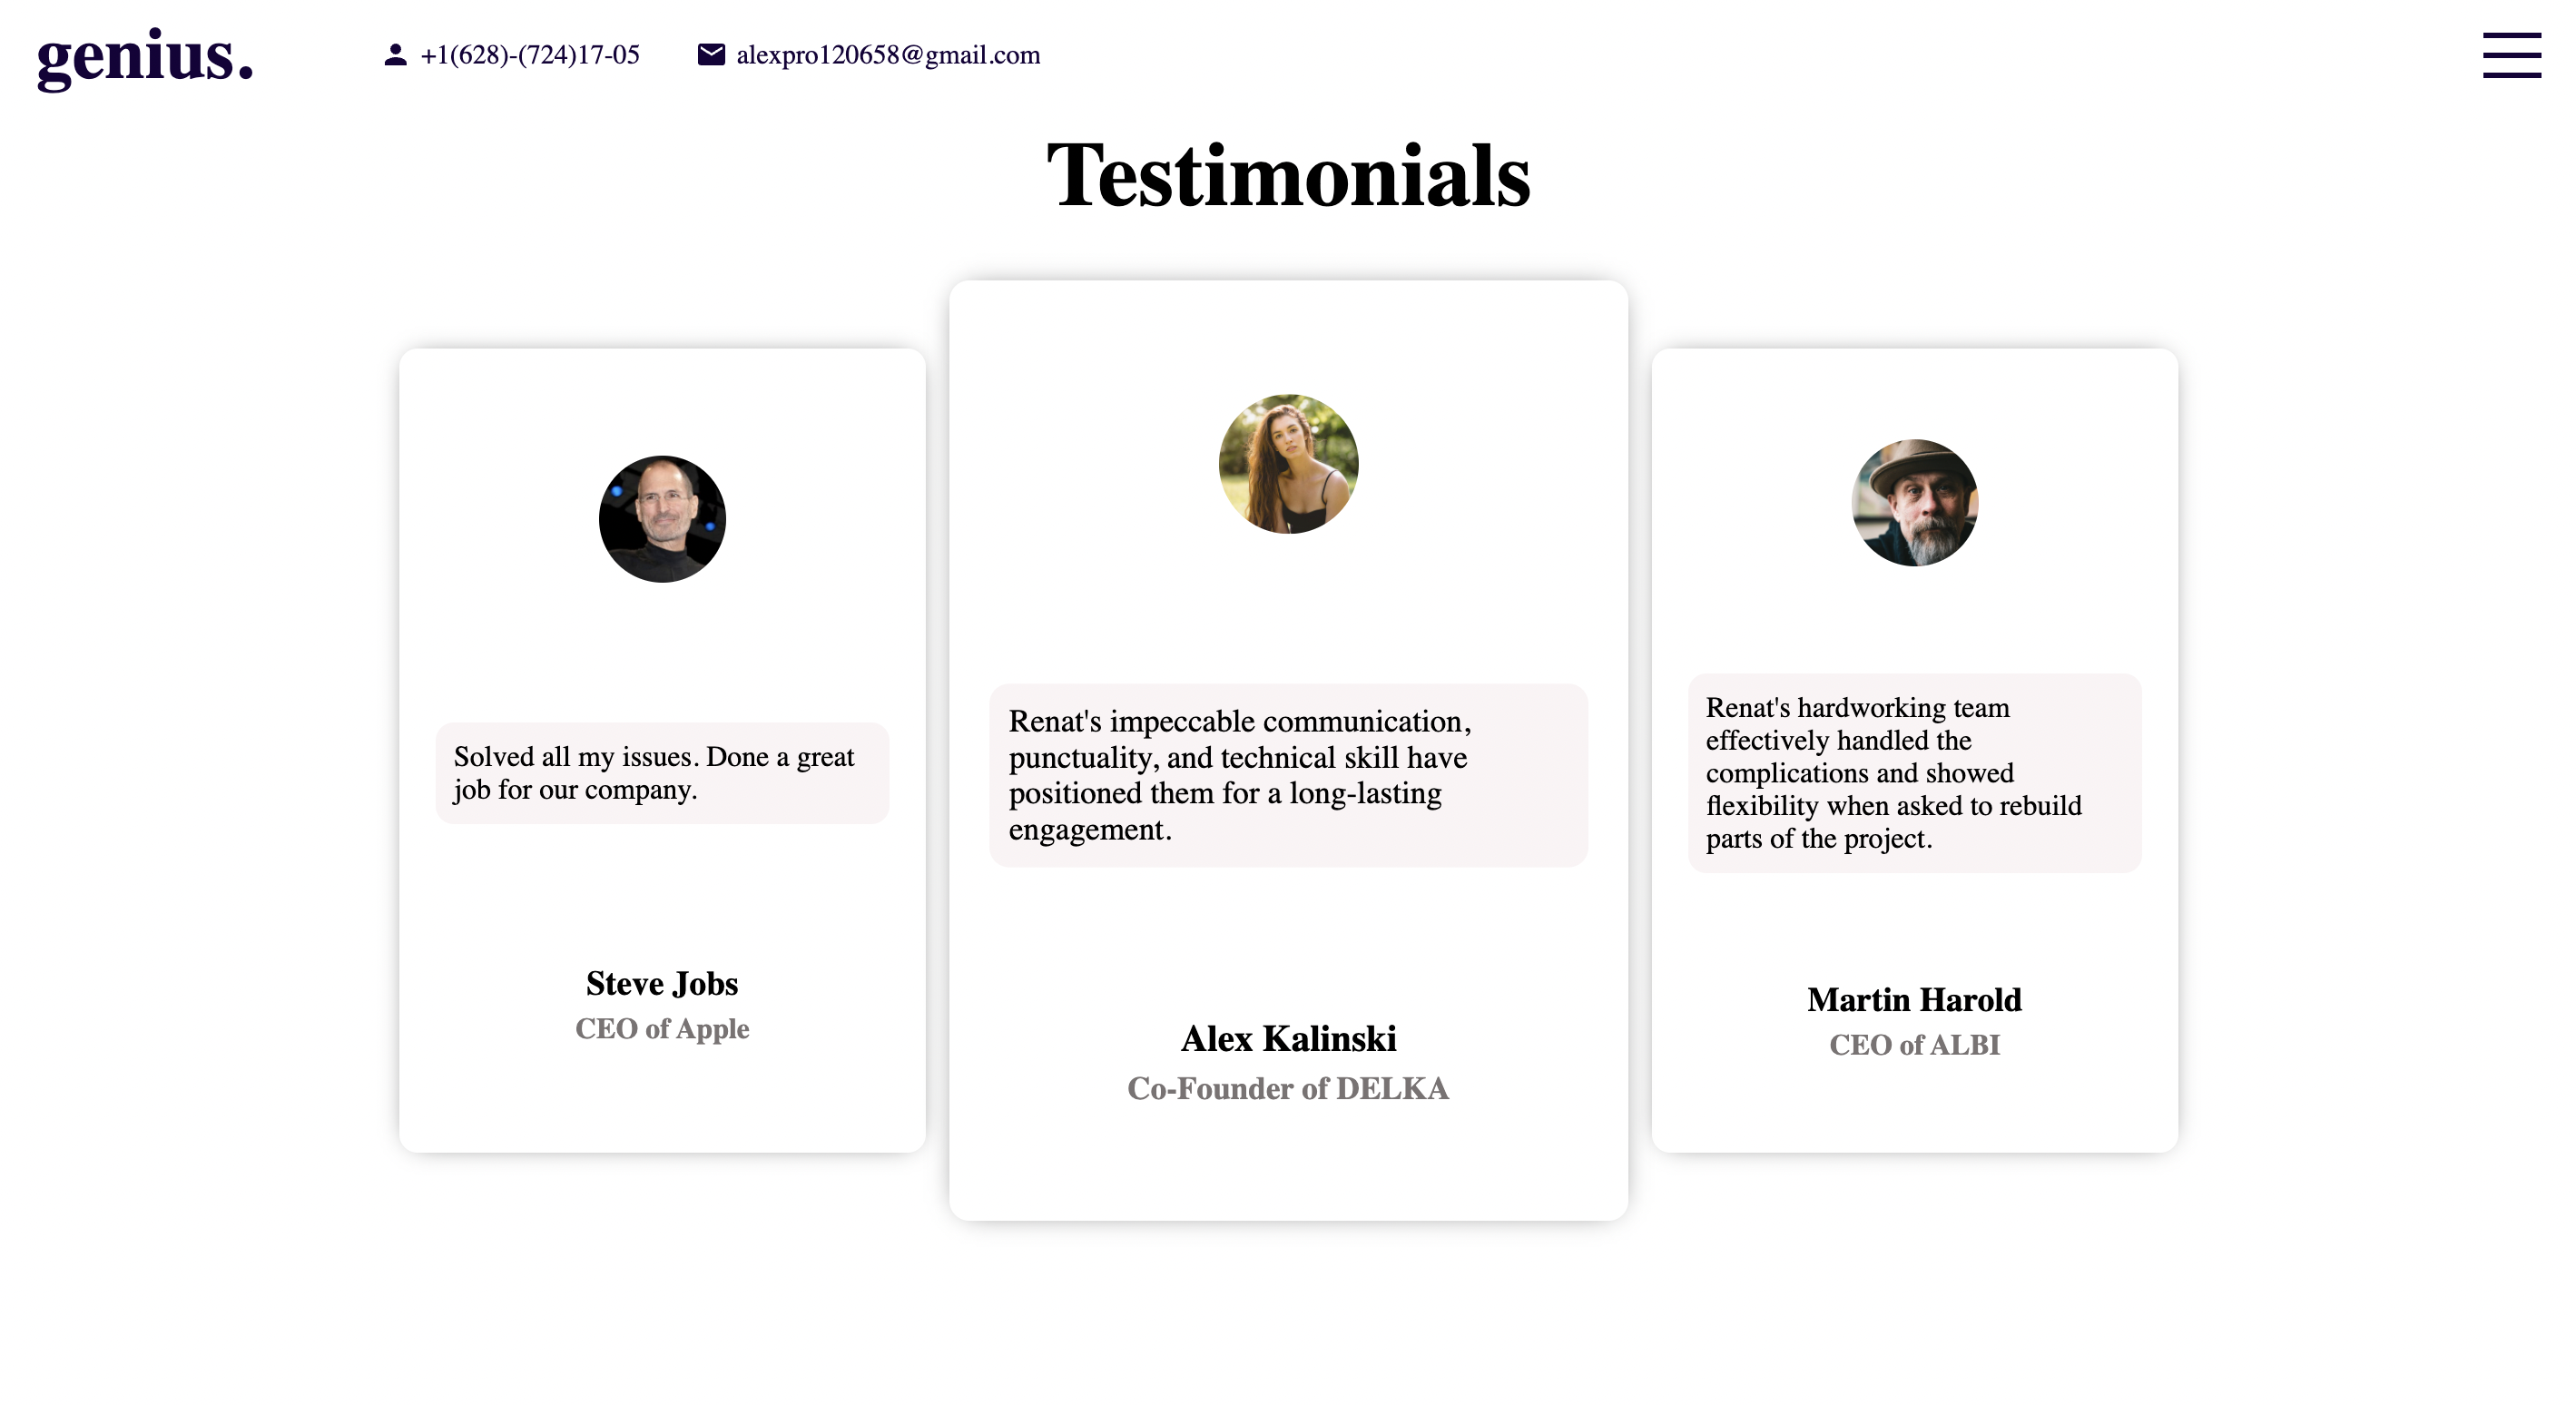 genius.
+1(628)-(724)17-05
alexpro120658@gmail.com
Testimonials
Solved all my issues. Done a great
job for our company.
Steve Jobs
CEO of Apple
Renat's impeccable communication,
punctuality, and technical skill have
positioned them for a long-lasting
engagement.
Alex Kalinski
Co-Founder of DELKA
Renat's hardworking team
effectively handled the
complications and showed
flexibility when asked to rebuild
parts of the project.
Martin Harold
CEO of ALBI